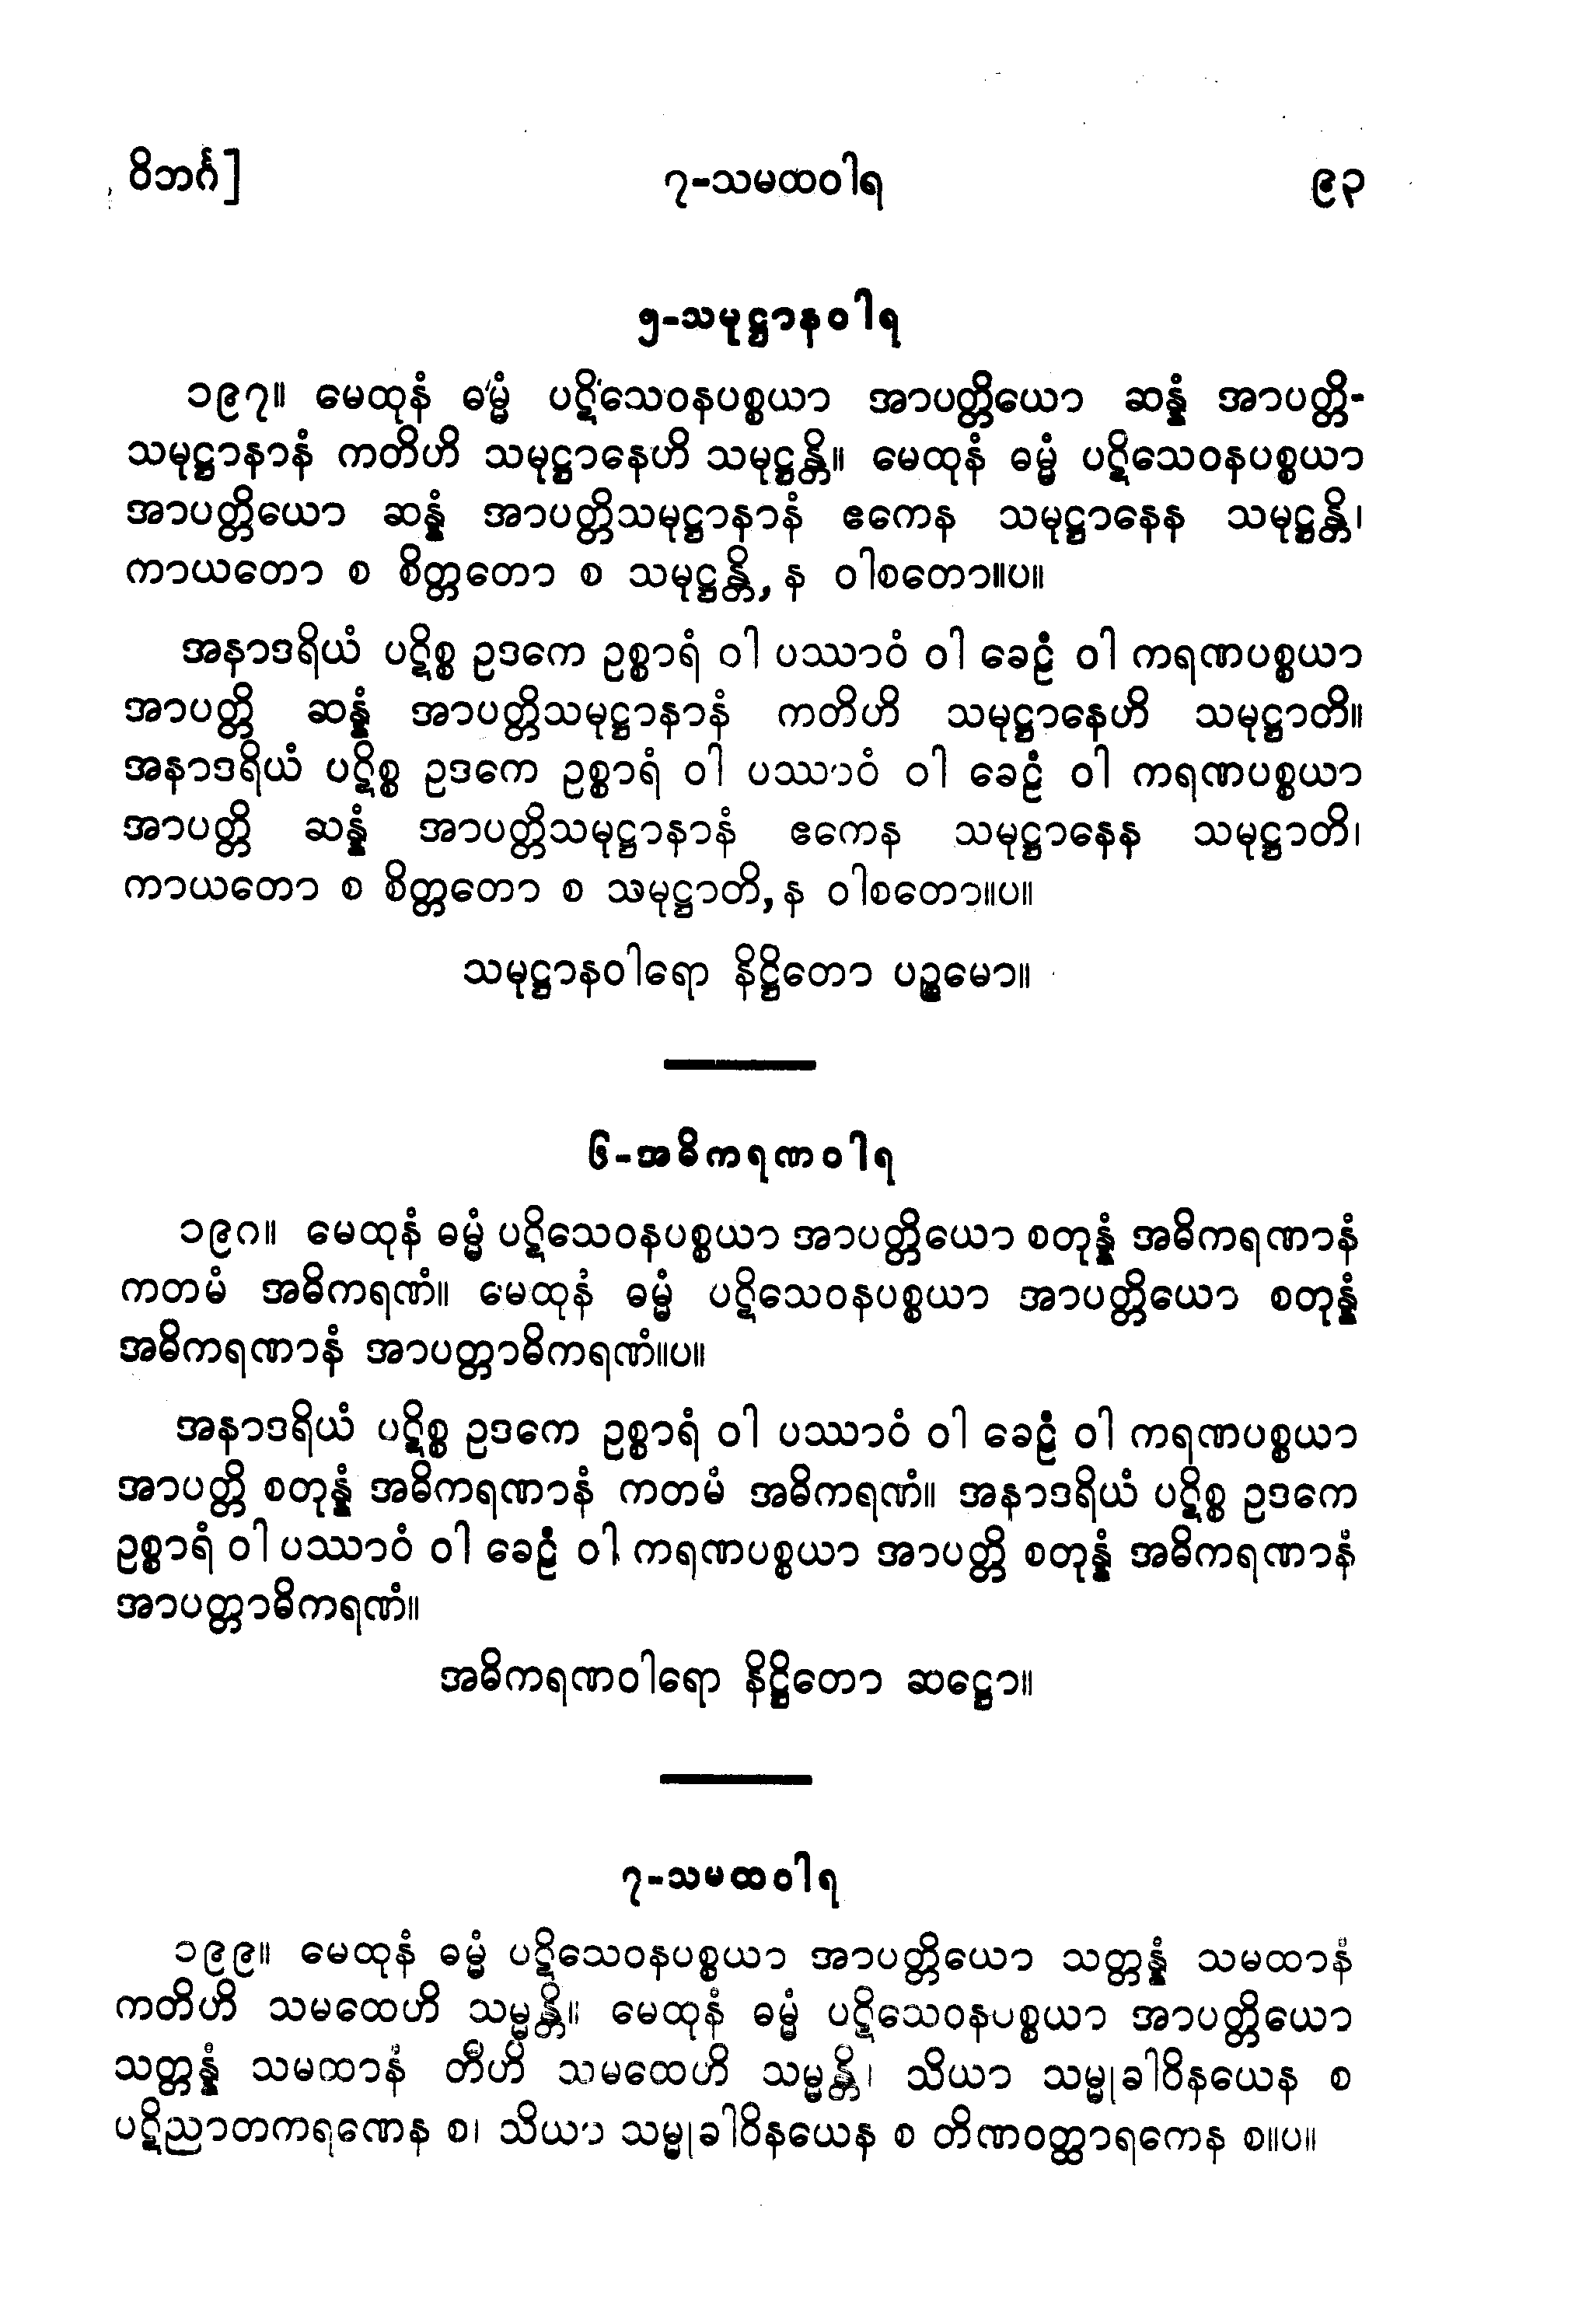 ဝိဘင်္ဂ] ၇-သမထဝါရ ၉၃
၅-သမုဋ္ဌာနဝါရ
၁၉၇။ မေထုနံ ဓမ္မံ ပဋိသေဝနပစ္စယာ အာပတ္တိယော ဆန္နံ အာပတ္တိ-
သမုဋ္ဌာနာနံ ကတိဟိ သမုဋ္ဌာနေဟိ သမုဋ္ဌန္တိ။ မေထုနံ ဓမ္မံ ပဋိသေဝနပစ္စယာ
အာပတ္တိယော ဆန္နံ အာပတ္တိသမုဋ္ဌာနာနံ ဧကေန သမုဋ္ဌာနေန သမုဋ္ဌန္တိ၊
ကာယတော စ စိတ္တတော စ သမုဋ္ဌန္တိ, န ဝါစတော။ပ။
အနာဒရိယံ ပဋိစ္စ ဥဒကေ ဥစ္စာရံ ဝါ ပဿာဝံ ဝါ ခေဠံ ဝါ ကရဏပစ္စယာ
အာပတ္တိ ဆန္နံ အာပတ္တိသမုဋ္ဌာနာနံ ကတိဟိ သမုဋ္ဌာနေဟိ သမုဋ္ဌာတိ။
အနာဒရိယံ ပဋိစ္စ ဥဒကေ ဥစ္စာရံ ဝါ ပဿာဝံ ဝါ ခေဠံ ဝါ ကရဏပစ္စယာ
အာပတ္တိ ဆန္နံ အာပတ္တိသမုဋ္ဌာနာနံ ဧကေန သမုဋ္ဌာနေန သမုဋ္ဌာတိ၊
ကာယတော စ စိတ္တတော စ သမုဋ္ဌာတိ, န ဝါစတော။ပ။
သမုဋ္ဌာနဝါရော နိဋ္ဌိတော ပဉ္စမော။
၆-အဓိကရဏဝါရ
၁၉၈။ မေထုနံ ဓမ္မံ ပဋိသေဝနပစ္စယာ အာပတ္တိယော စတုန္နံ အဓိကရဏာနံ
ကတမံ အဓိကရဏံ။ မေထုနံ ဓမ္မံ ပဋိသေဝနပစ္စယာ အာပတ္တိယော စတုန္နံ
အဓိကရဏာနံ အာပတ္တာဓိကရဏံ။ပ။
အနာဒရိယံ ပဋိစ္စ ဥဒကေ ဥစ္စာရံ ဝါ ပဿာဝံ ဝါ ခေဠံ ဝါ ကရဏပစ္စယာ
အာပတ္တိ စတုန္နံ အဓိကရဏာနံ ကတမံ အဓိကရဏံ။ အနာဒရိယံ ပဋိစ္စ ဥဒကေ
ဥစ္စာရံ ဝါ ပဿာဝံ ဝါ ခေဠံ ဝါ ကရဏပစ္စယာ အာပတ္တိ စတုန္နံ အဓိကရဏာနံ
အာပတ္တာဓိကရဏံ။
အဓိကရဏဝါရော နိဋ္ဌိတော ဆဋ္ဌော။
၇-သမထဝါရ
၁၉၉။ မေထုနံ ဓမ္မံ ပဋိသေဝနပစ္စယာ အာပတ္တိယော သတ္တန္နံ သမထာနံ
ကတိဟိ သမထေဟိ သမ္မန္တိ။ မေထုနံ ဓမ္မံ ပဋိသေဝနပစ္စယာ အာပတ္တိယော
သတ္တန္နံ သမထာနံ တီဟိ သမထေဟိ သမ္မန္တိ၊ သိယာ သမ္မုခါဝိနယေန စ
ပဋိညာတကရဏေန စ၊ သိယာ သမ္မုခါဝိနယေန စ တိဏဝတ္ထာရကေန စ။ပ။